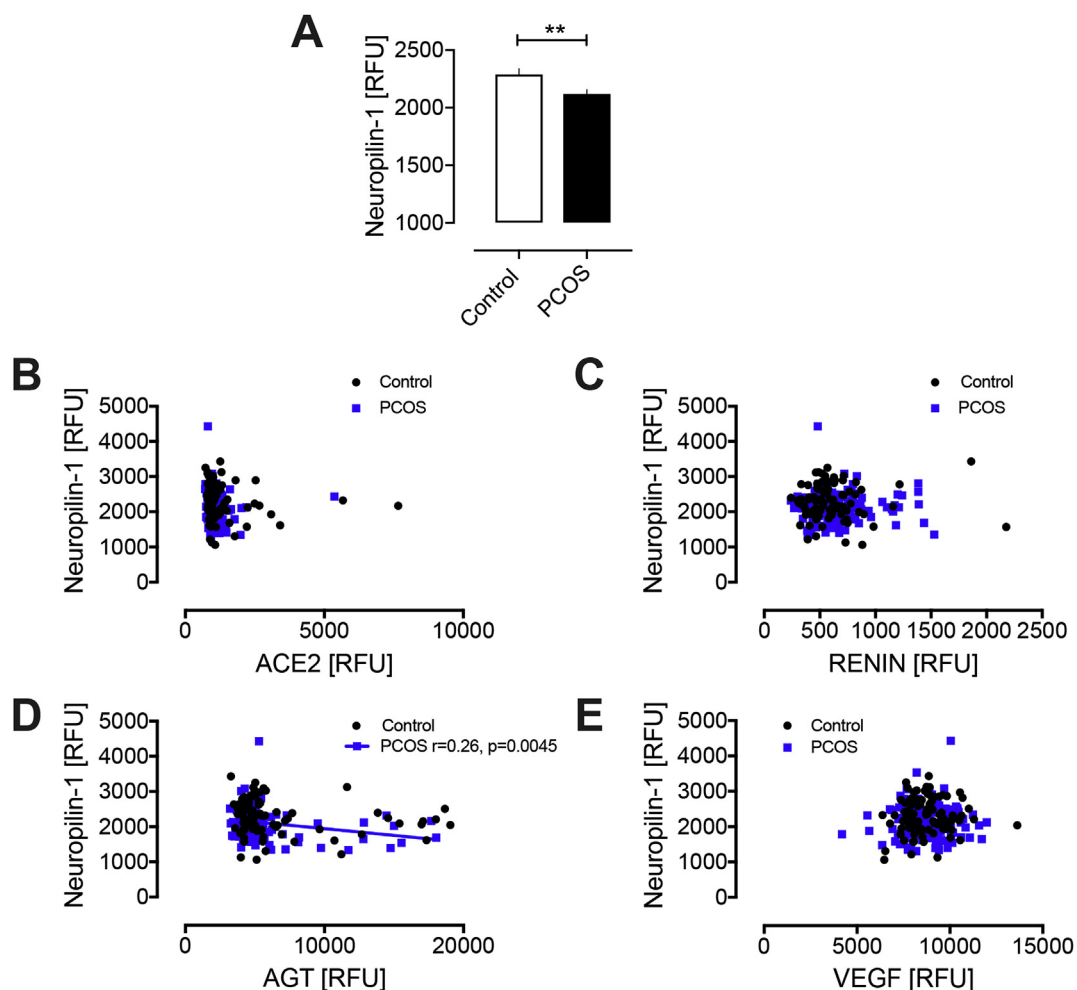 A
**
Neuropilin-1 [RFU]
2500
2000
1500
1000
Control
PCOS
B
Control
PCOS
Neuropilin-1 [RFU]
5000
4000
3000
2000
1000
0
0 5000 10000
ACE2 [RFU]
C
Control
PCOS
Neuropilin-1 [RFU]
5000
4000
3000
2000
1000
0
0 500 1000 1500 2000 2500
RENIN [RFU]
D
Control
PCOS r=0.26, p=0.0045
Neuropilin-1 [RFU]
5000
4000
3000
2000
1000
0
0 10000 20000
AGT [RFU]
E
Control
PCOS
Neuropilin-1 [RFU]
5000
4000
3000
2000
1000
0
0 5000 10000 15000
VEGF [RFU]